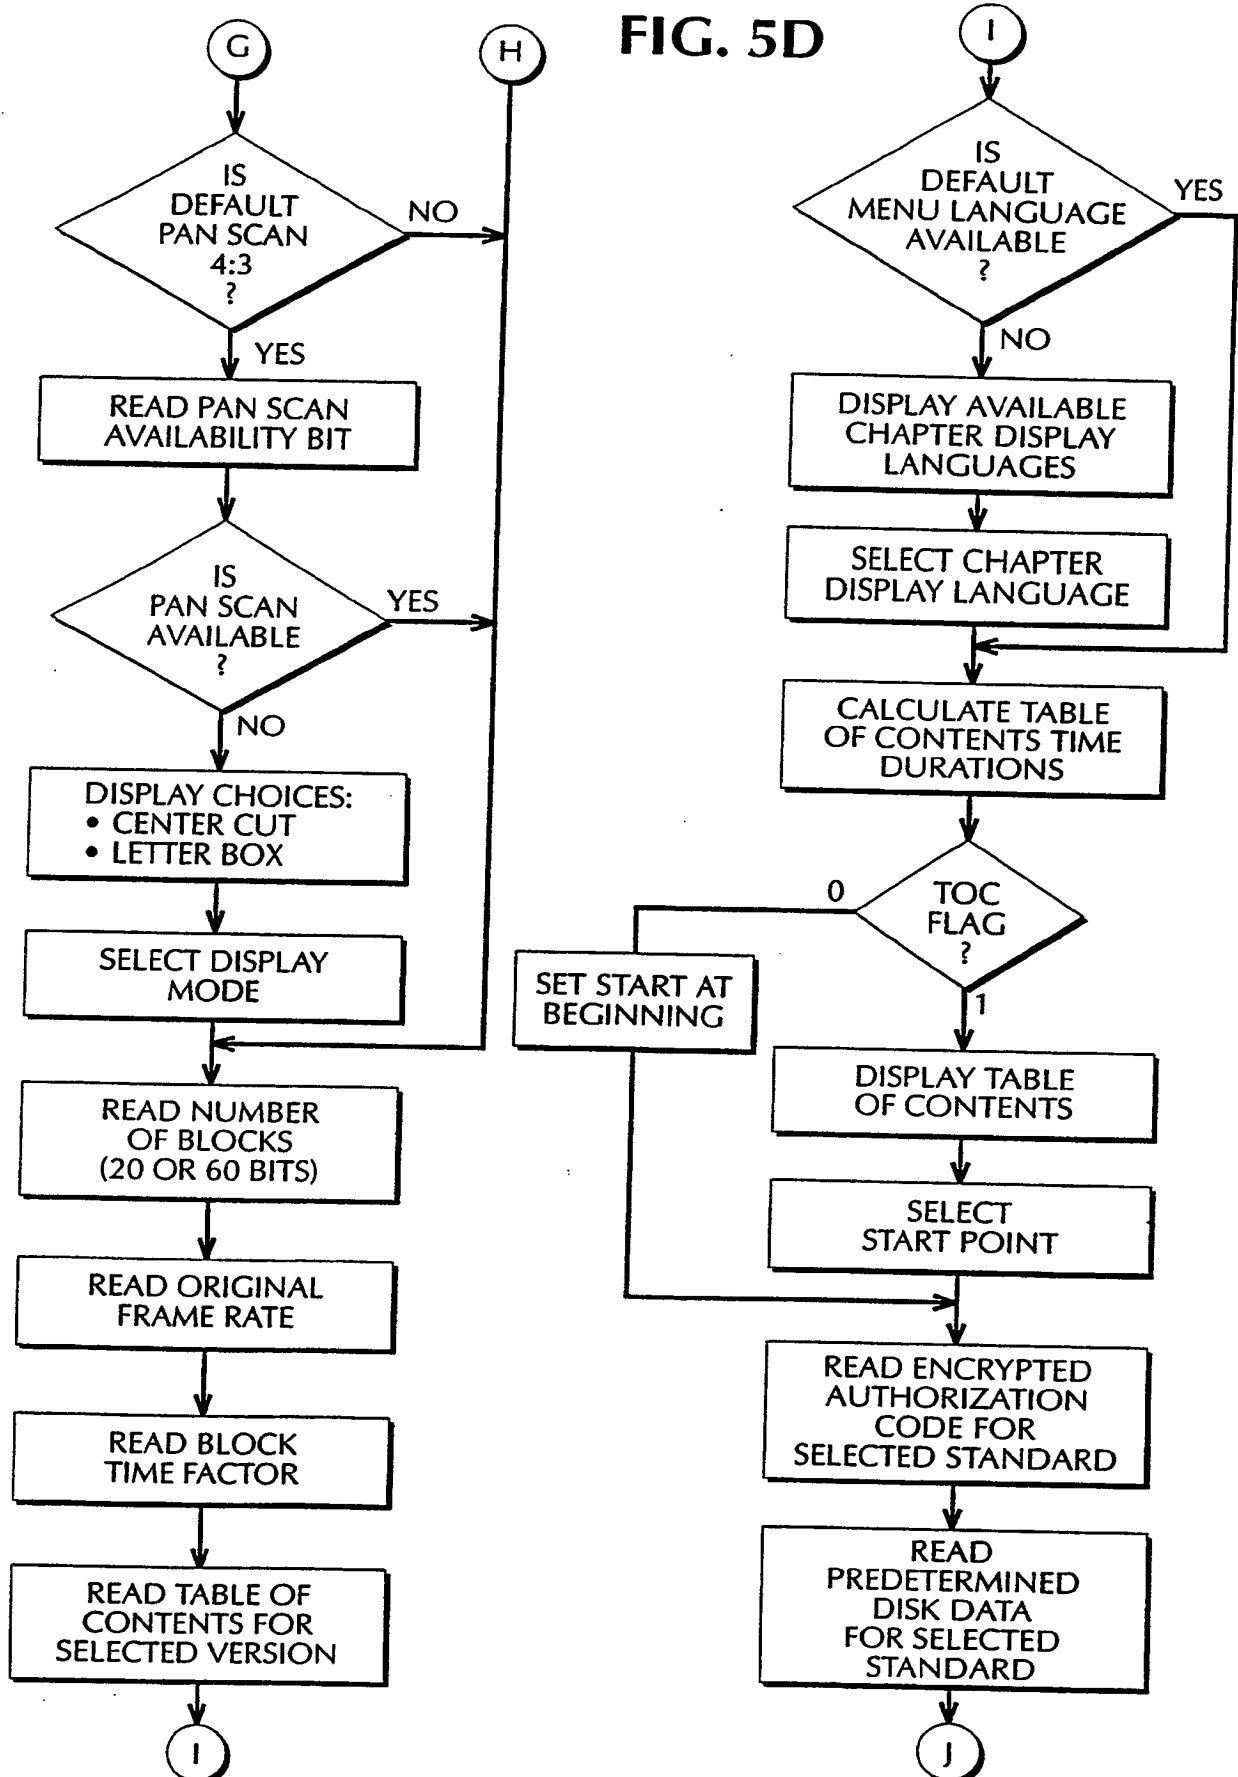 FIG. 5D
G
H
IS
DEFAULT
PAN SCAN
4:3
?
NO
YES
READ PAN SCAN
AVAILABILITY BIT
IS
PAN SCAN
AVAILABLE
?
YES
NO
DISPLAY CHOICES:
• CENTER CUT
• LETTER BOX
SELECT DISPLAY
MODE
READ NUMBER
OF BLOCKS
(20 OR 60 BITS)
READ ORIGINAL
FRAME RATE
READ BLOCK
TIME FACTOR
READ TABLE OF
CONTENTS FOR
SELECTED VERSION
I
I
IS
DEFAULT
MENU LANGUAGE
AVAILABLE
?
YES
NO
DISPLAY AVAILABLE
CHAPTER DISPLAY
LANGUAGES
SELECT CHAPTER
DISPLAY LANGUAGE
CALCULATE TABLE
OF CONTENTS TIME
DURATIONS
TOC
FLAG
?
0
1
SET START AT
BEGINNING
DISPLAY TABLE
OF CONTENTS
SELECT
START POINT
READ ENCRYPTED
AUTHORIZATION
CODE FOR
SELECTED STANDARD
READ
PREDETERMINED
DISK DATA
FOR SELECTED
STANDARD
J